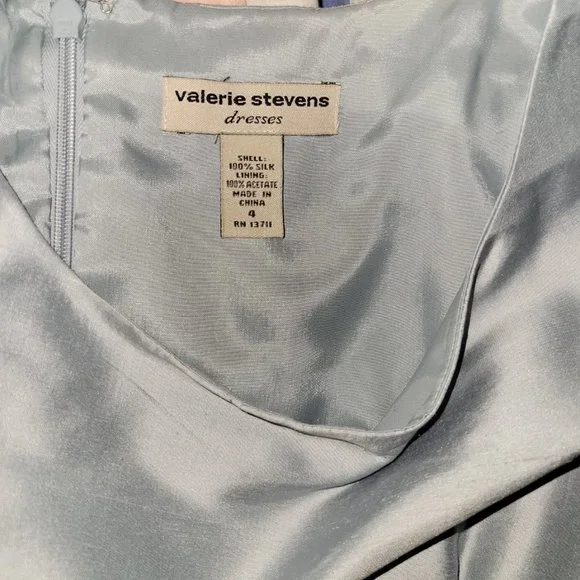 valerie stevens
dresses
SHELL:
100% SILK
LINING:
100% ACETATE
MADE IN
CHINA
4
RN 13711